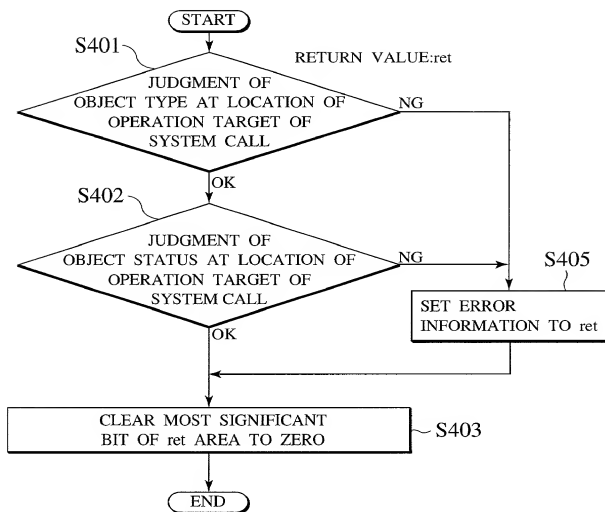 START
S401
RETURN VALUE:ret
JUDGMENT OF
OBJECT TYPE AT LOCATION OF
OPERATION TARGET OF
SYSTEM CALL
NG
OK
S402
JUDGMENT OF
OBJECT STATUS AT LOCATION OF
OPERATION TARGET OF
SYSTEM CALL
NG
OK
S405
SET ERROR
INFORMATION TO ret
CLEAR MOST SIGNIFICANT
BIT OF ret AREA TO ZERO
S403
END